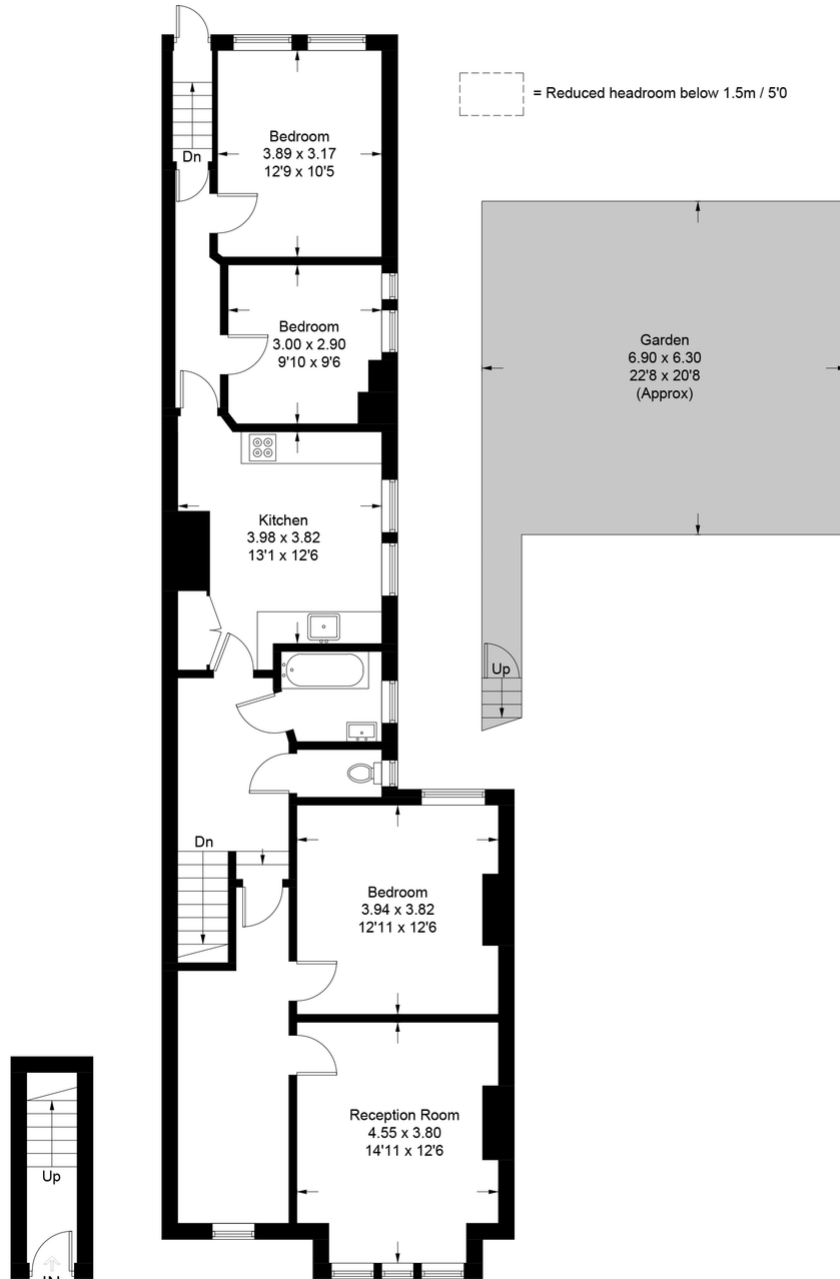 = Reduced headroom below 1.5m / 5'0
Dn
Bedroom
3.89 x 3.17
12'9 x 10'5
Bedroom
3.00 x 2.90
9'10 x 9'6
Garden
6.90 x 6.30
22'8 x 20'8
(Approx)
Kitchen
3.98 x 3.82
13'1 x 12'6
Up
Dn
Bedroom
3.94 x 3.82
12'11 x 12'6
Reception Room
4.55 x 3.80
14'11 x 12'6
Up
IN